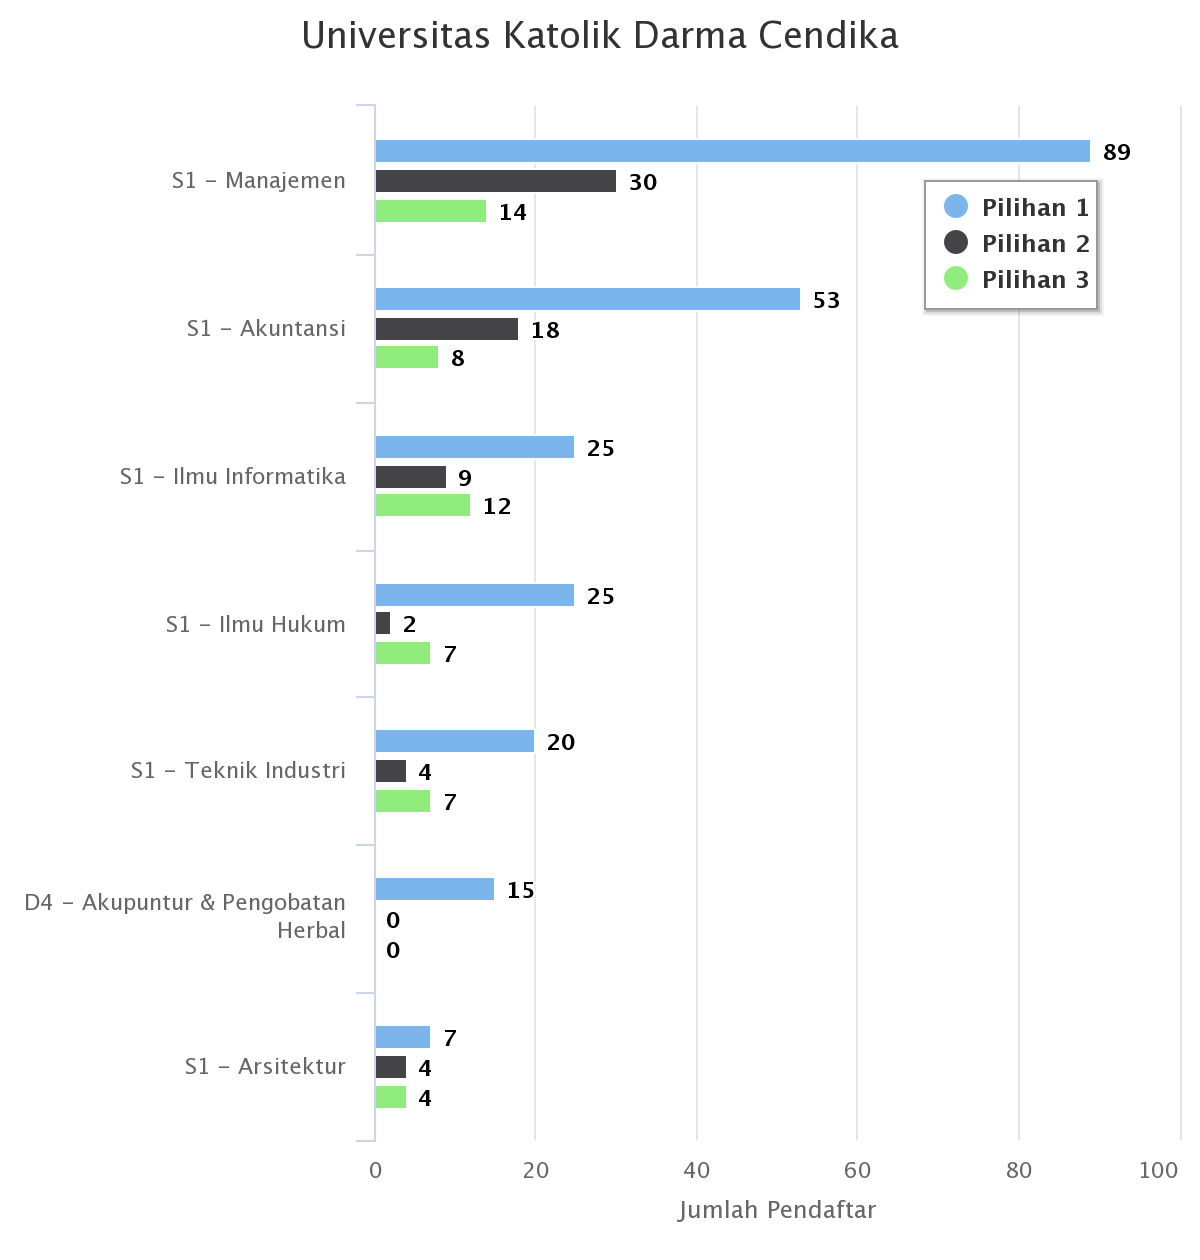 Universitas Katolik Darma Cendika
S1 – Manajemen
89
30
14
Pilihan 1
Pilihan 2
Pilihan 3
S1 – Akuntansi
53
18
8
S1 – Ilmu Informatika
25
9
12
S1 – Ilmu Hukum
25
2
7
S1 – Teknik Industri
20
4
7
D4 – Akupuntur & Pengobatan
Herbal
15
0
0
S1 – Arsitektur
7
4
4
0 20 40 60 80 100
Jumlah Pendaftar